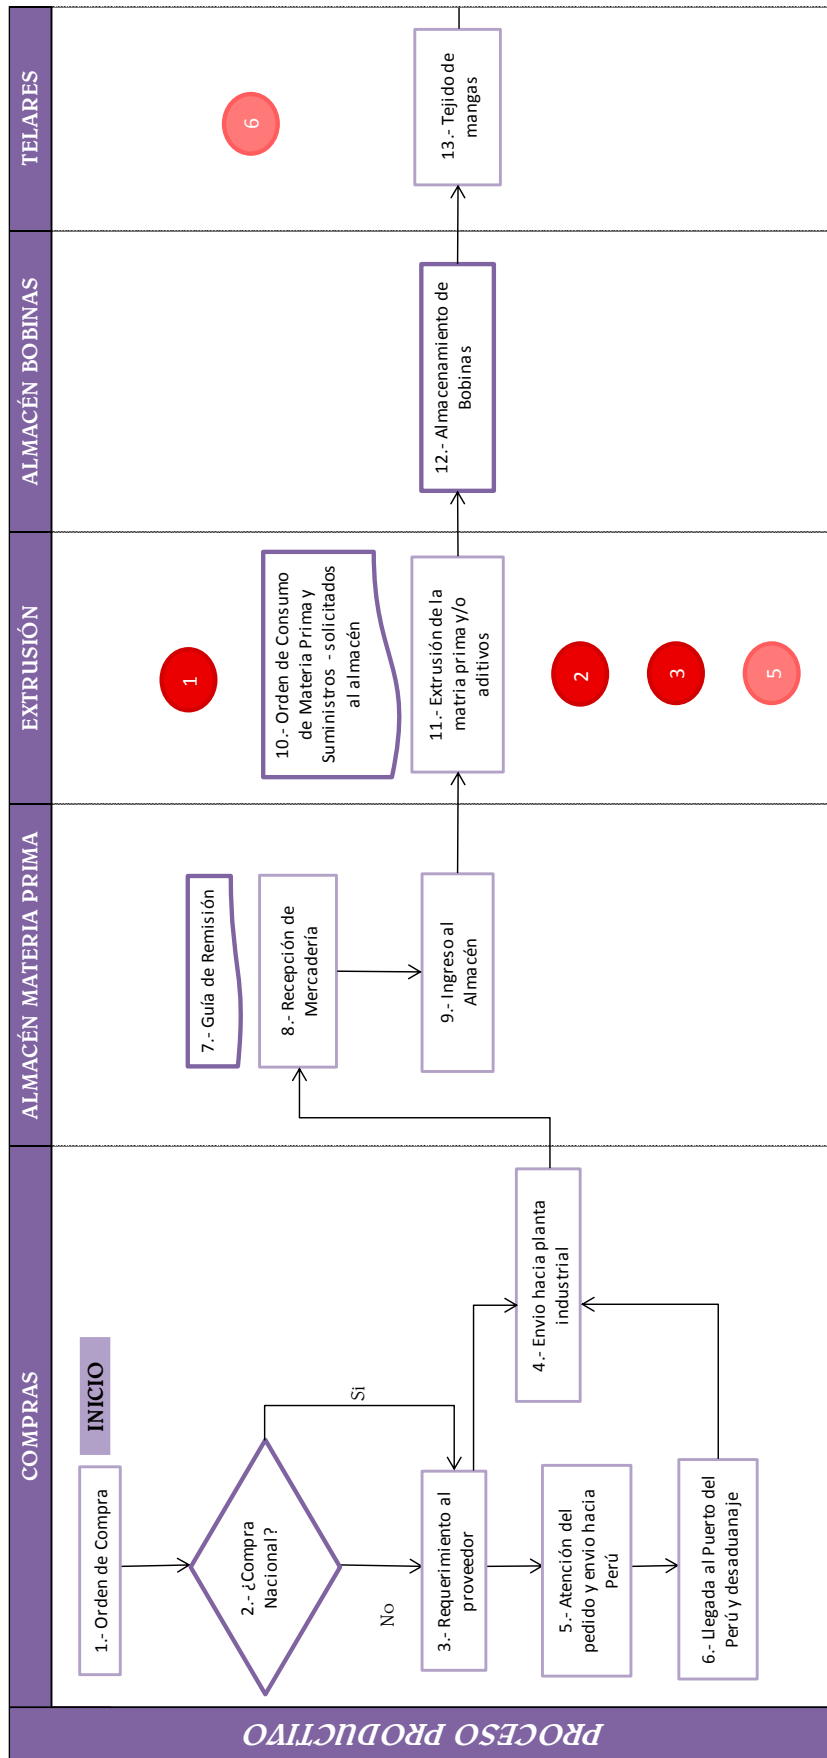 PROCESO PRODUCTIVO
COMPRAS
ALMACÉN MATERIA PRIMA
EXTRUSIÓN
ALMACÉN BOBINAS
TELARES
INICIO
1.- Orden de Compra
2.- ¿Compra
Nacional?
Si
No
3.- Requerimiento al
proveedor
4.- Envio hacia planta
industrial
5.- Atención del
pedido y envio hacia
Perú
6.- Llegada al Puerto del
Perú y desaduanaje
7.- Guía de Remisión
8.- Recepción de
Mercadería
9.- Ingreso al
Almacén
1
10.- Orden de Consumo
de Materia Prima y
Suministros - solicitados
al almacén
11.- Extrusión de la
matria prima y/o
aditivos
2
3
5
12.- Almacenamiento de
Bobinas
6
13.- Tejido de
mangas